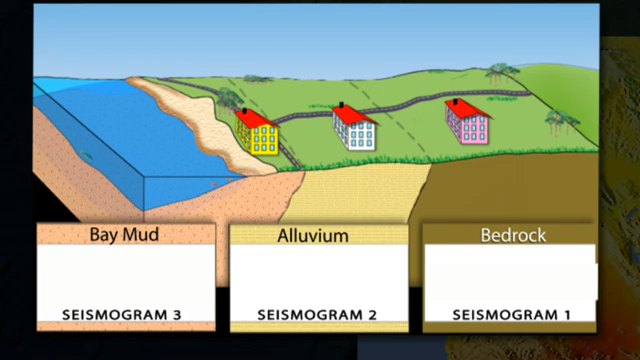 Bay Mud
SEISMOGRAM 3
Alluvium
SEISMOGRAM 2
Bedrock
SEISMOGRAM 1